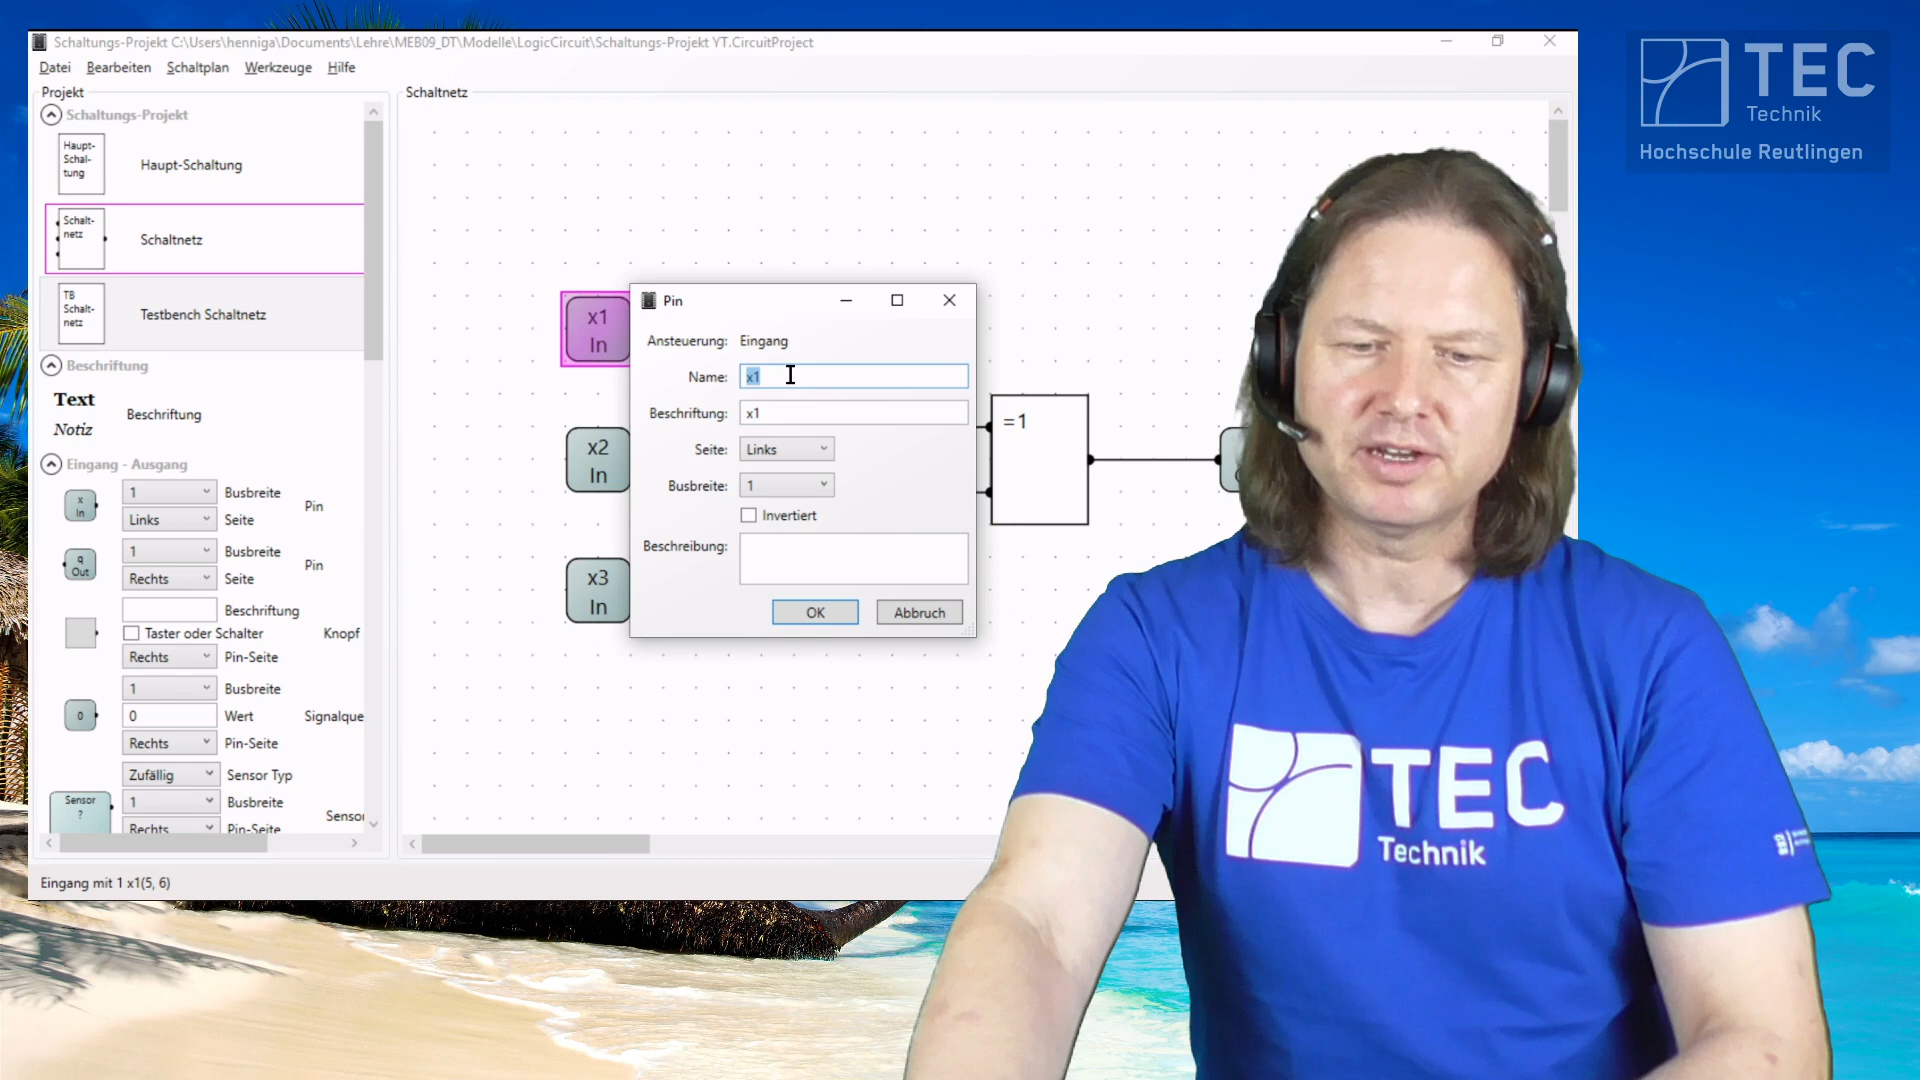 Schaltungs-Projekt C:\Users\henniga\Documents\Lehre\MEB09_DT\Modelle\LogicCircuit\Schaltungs-Projekt YT.CircuitProject
Datei Bearbeiten Schaltplan Werkzeuge Hilfe
Projekt
Schaltungs-Projekt
Haupt-
Schal-
tung
Haupt-Schaltung
Schalt-
netz
Schaltnetz
TB
Schalt-
netz
Testbench Schaltnetz
Beschriftung
Text
Notiz
Beschriftung
Eingang - Ausgang
x
In
1 Busbreite
Links Seite
Pin
q
Out
1 Busbreite
Rechts Seite
Pin
Beschriftung
Taster oder Schalter
Knopf
Rechts Pin-Seite
1 Busbreite
0
0 Wert
Signalque
Rechts Pin-Seite
Zufällig Sensor Typ
Sensor
?
1 Busbreite
Rechts Pin-Seite
Sensor
Eingang mit 1 x1(5, 6)
Schaltnetz
x1
In
x2
In
x3
In
Pin
Ansteuerung: Eingang
Name: x1
Beschriftung: x1
Seite: Links
Busbreite: 1
Invertiert
Beschreibung:
OK Abbruch
=1
TEC
Technik
Hochschule Reutlingen
TEC
Technik